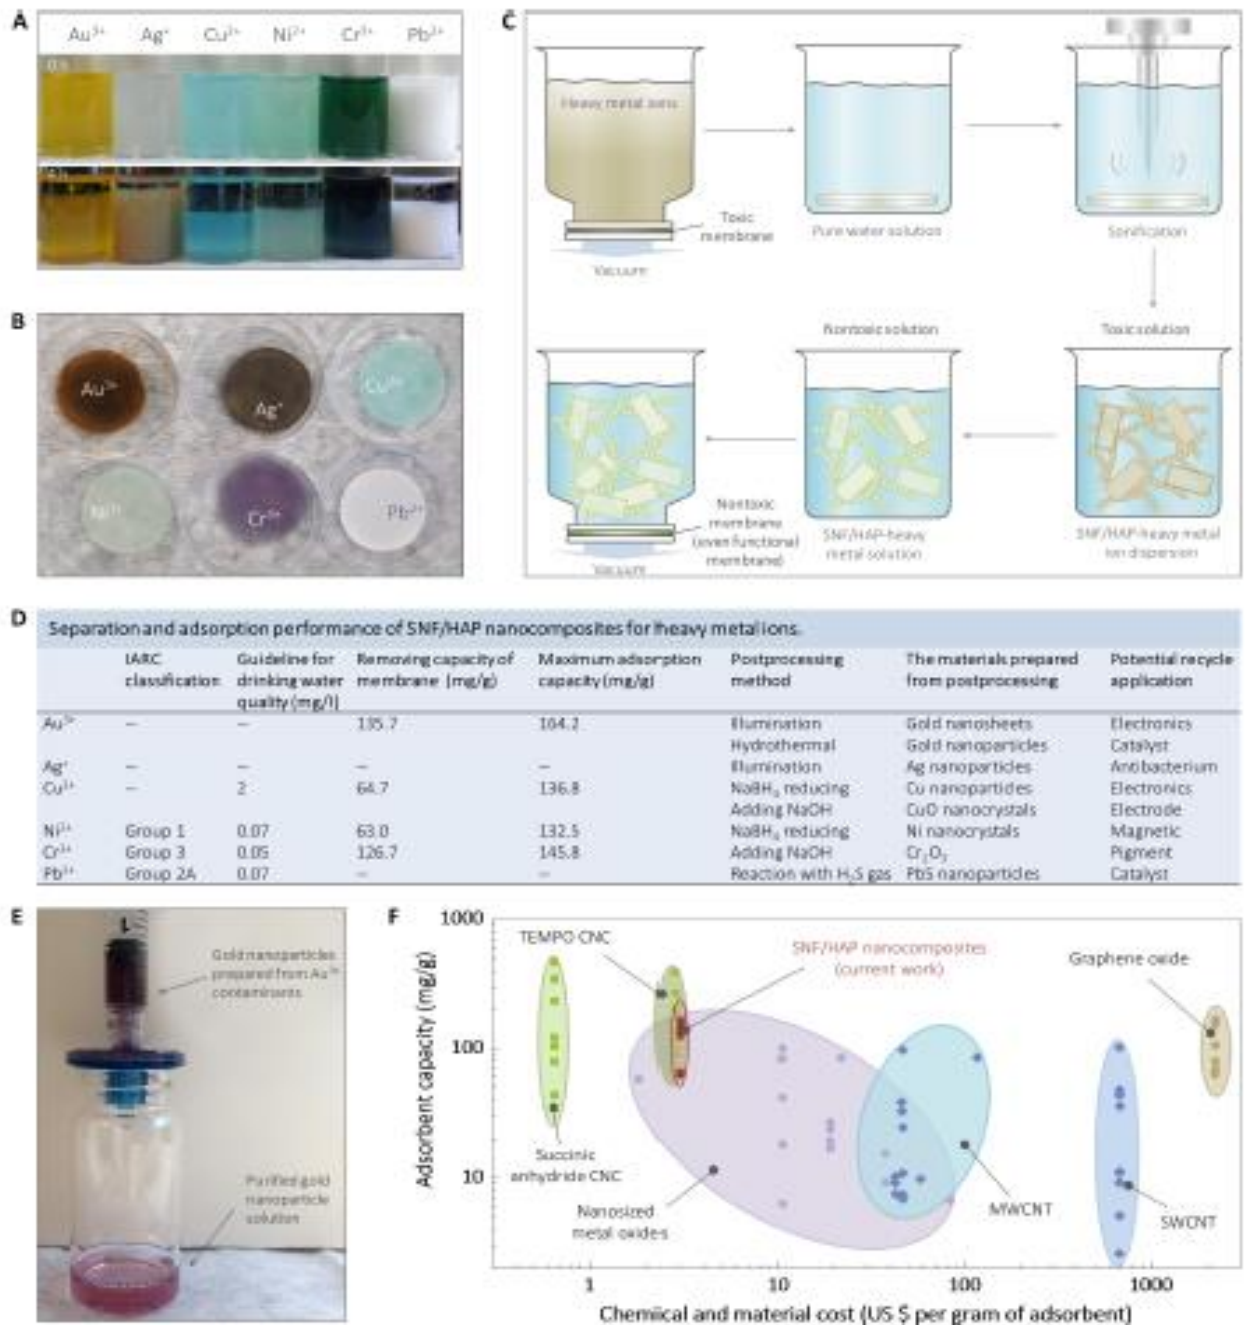 A
Au³⁺ Ag⁺ Cu²⁺ Ni²⁺ Cr³⁺ Pb²⁺
0 h
B
Au³⁺
Ag⁺
Cu²⁺
Ni²⁺
Cr³⁺
Pb²⁺
C
Heavy metal ions
Toxic
membrane
Vacuum
Pure water solution
Sonification
Nontoxic solution
Toxic solution
Nontoxic
membrane
(even functional
membrane)
Vacuum
SNF/HAP-heavy
metal solution
SNF/HAP-heavy metal
ion dispersion
D
Separation and adsorption performance of SNF/HAP nanocomposites for heavy metal ions.
IARC classification Guideline for drinking water quality (mg/l) Removing capacity of membrane (mg/g) Maximum adsorption capacity (mg/g) Postprocessing method The materials prepared from postprocessing Potential recycle application
Au³⁺ – – 135.7 164.2 Illumination Gold nanosheets Electronics
Hydrothermal Gold nanoparticles Catalyst
Ag⁺ – – – – Illumination Ag nanoparticles Antibacterium
Cu²⁺ – 2 64.7 136.8 NaBH₄ reducing Cu nanoparticles Electronics
Adding NaOH CuO nanocrystals Electrode
Ni²⁺ Group 1 0.07 63.0 132.5 NaBH₄ reducing Ni nanocrystals Magnetic
Cr³⁺ Group 3 0.05 126.7 145.8 Adding NaOH Cr₂O₃ Pigment
Pb²⁺ Group 2A 0.07 – – Reaction with H₂S gas PbS nanoparticles Catalyst
E
Gold nanoparticles
prepared from Au³⁺
contaminants
Purified gold
nanoparticle
solution
F
Adsorbent capacity (mg/g)
1000
100
10
TEMPO CNC
SNF/HAP nanocomposites
(current work)
Graphene oxide
Succinic
anhydride CNC
Nanosized
metal oxides
MWCNT
SWCNT
1 10 100 1000
Chemical and material cost (US $ per gram of adsorbent)